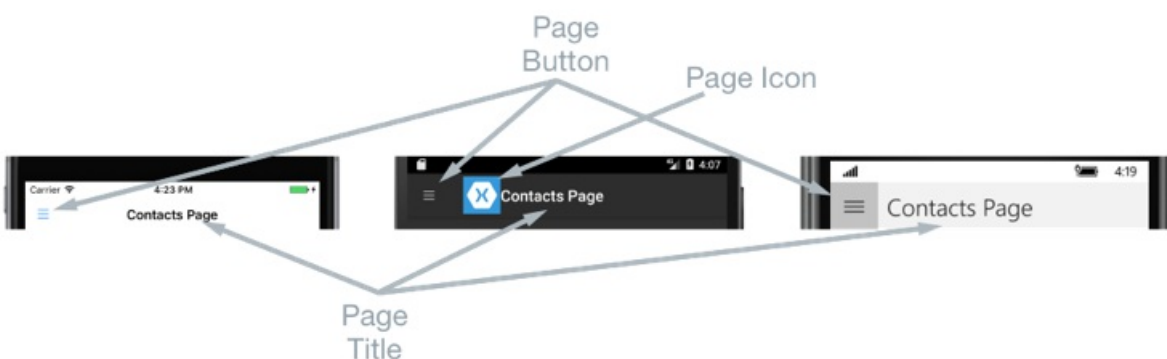 Page
Button
Page Icon
Carrier 4:23 PM
Contacts Page
4:07
Contacts Page
4:19
Contacts Page
Page
Title